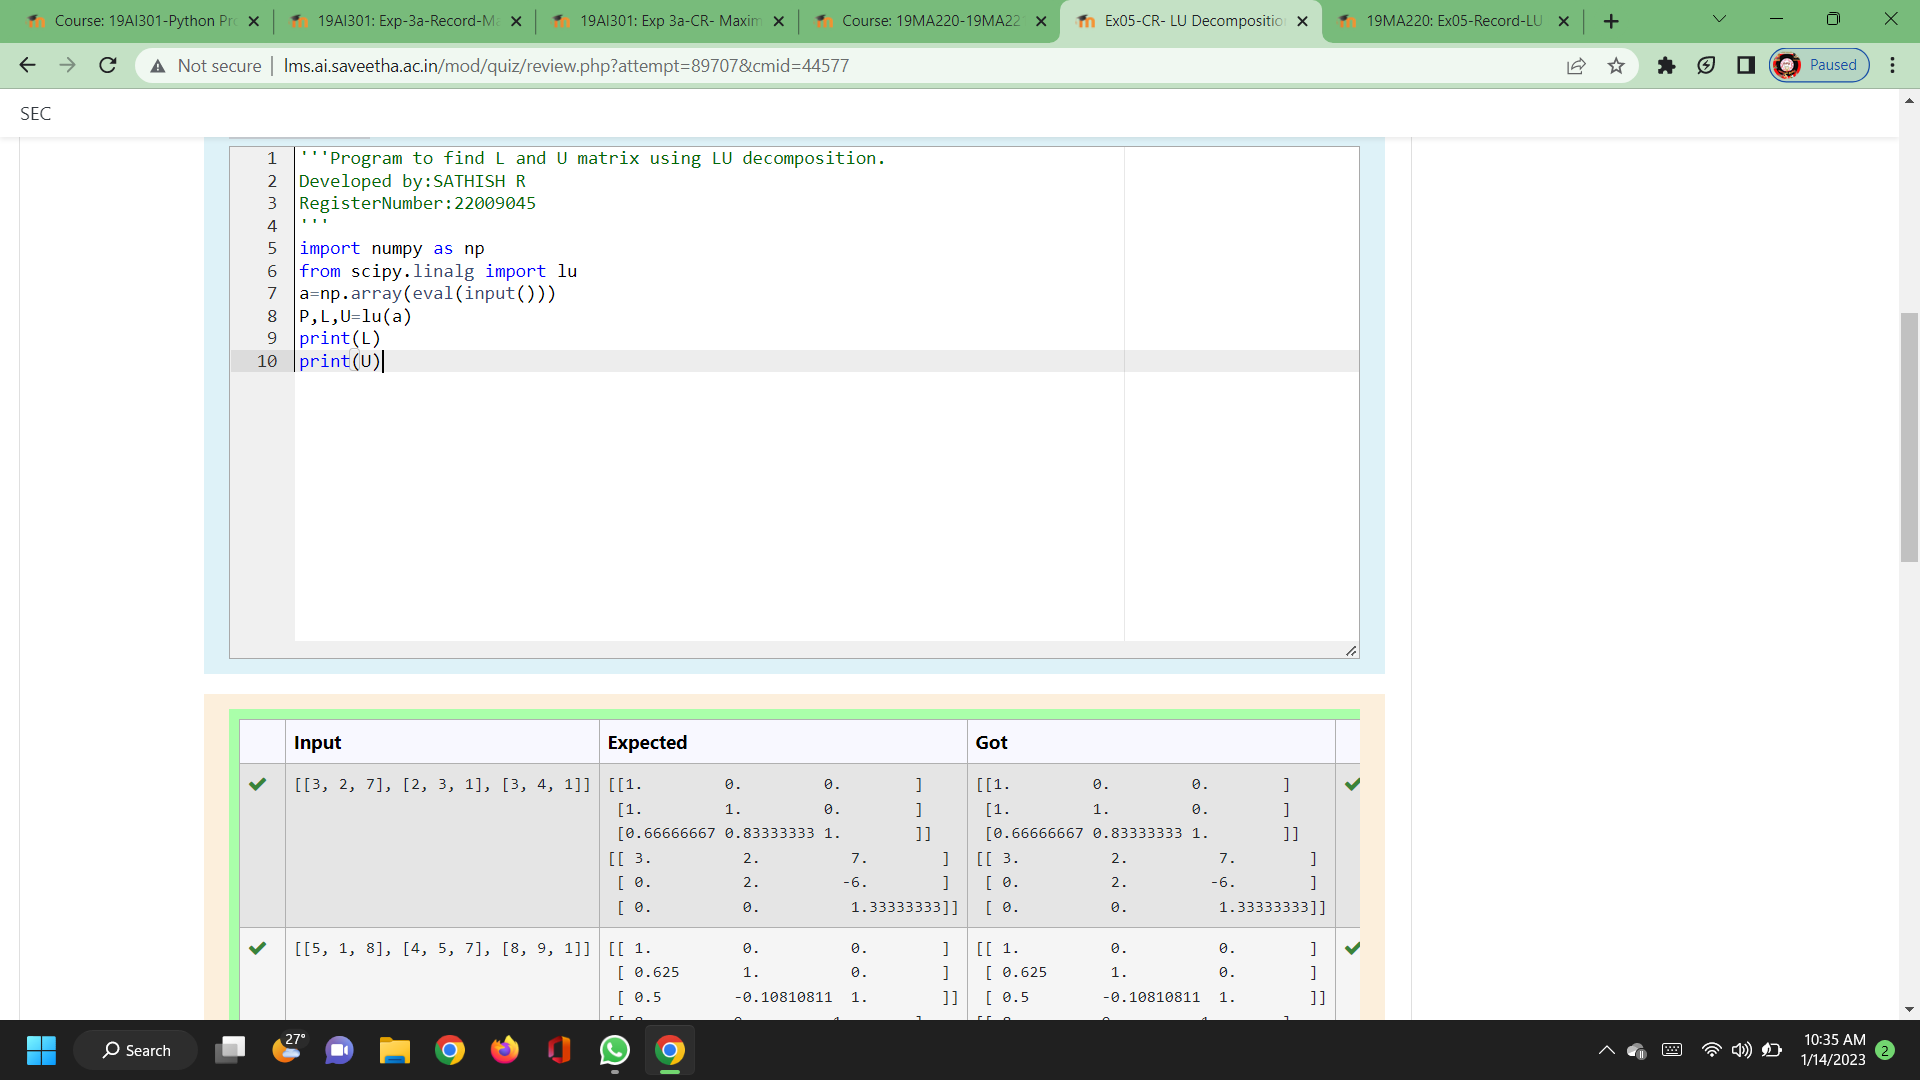 Course: 19AI301-Python Pr
19AI301: Exp-3a-Record-M
19AI301: Exp 3a-CR- Maxim
Course: 19MA220-19MA22
Ex05-CR- LU Decomposition
19MA220: Ex05-Record-LU
Not secure
lms.ai.saveetha.ac.in/mod/quiz/review.php?attempt=89707&cmid=44577
Paused
SEC
1 '''Program to find L and U matrix using LU decomposition.
2 Developed by:SATHISH R
3 RegisterNumber:22009045
4 '''
5 import numpy as np
6 from scipy.linalg import lu
7 a=np.array(eval(input()))
8 P,L,U=lu(a)
9 print(L)
10 print(U)
Input Expected Got
[[3, 2, 7], [2, 3, 1], [3, 4, 1]] [[1. 0. 0. ] [[1. 0. 0. ]
[1. 1. 0. ] [1. 1. 0. ]
[0.66666667 0.83333333 1. ]] [0.66666667 0.83333333 1. ]]
[[ 3. 2. 7. ] [[ 3. 2. 7. ]
[ 0. 2. -6. ] [ 0. 2. -6. ]
[ 0. 0. 1.33333333]] [ 0. 0. 1.33333333]]
[[5, 1, 8], [4, 5, 7], [8, 9, 1]] [[ 1. 0. 0. ] [[ 1. 0. 0. ]
[ 0.625 1. 0. ] [ 0.625 1. 0. ]
[ 0.5 -0.10810811 1. ]] [ 0.5 -0.10810811 1. ]]
Search
27°
10:35 AM
1/14/2023
2